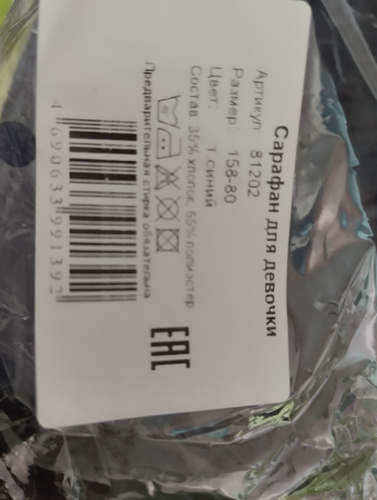 Сарафан для девочки
Артикул: 81202
Размер: 158-80
Цвет: т.синий
Состав: 35% хлопок, 65% полиэстер
Предварительная стирка обязательна
4 690633 991392
EAC